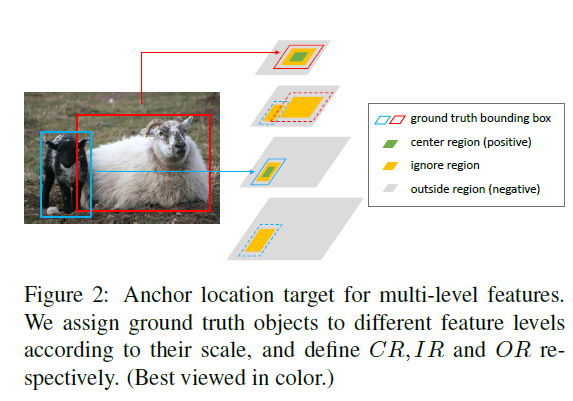 ground truth bounding box
center region (positive)
ignore region
outside region (negative)
Figure 2: Anchor location target for multi-level features.
We assign ground truth objects to different feature levels
according to their scale, and define CR, IR and OR re-
spectively. (Best viewed in color.)